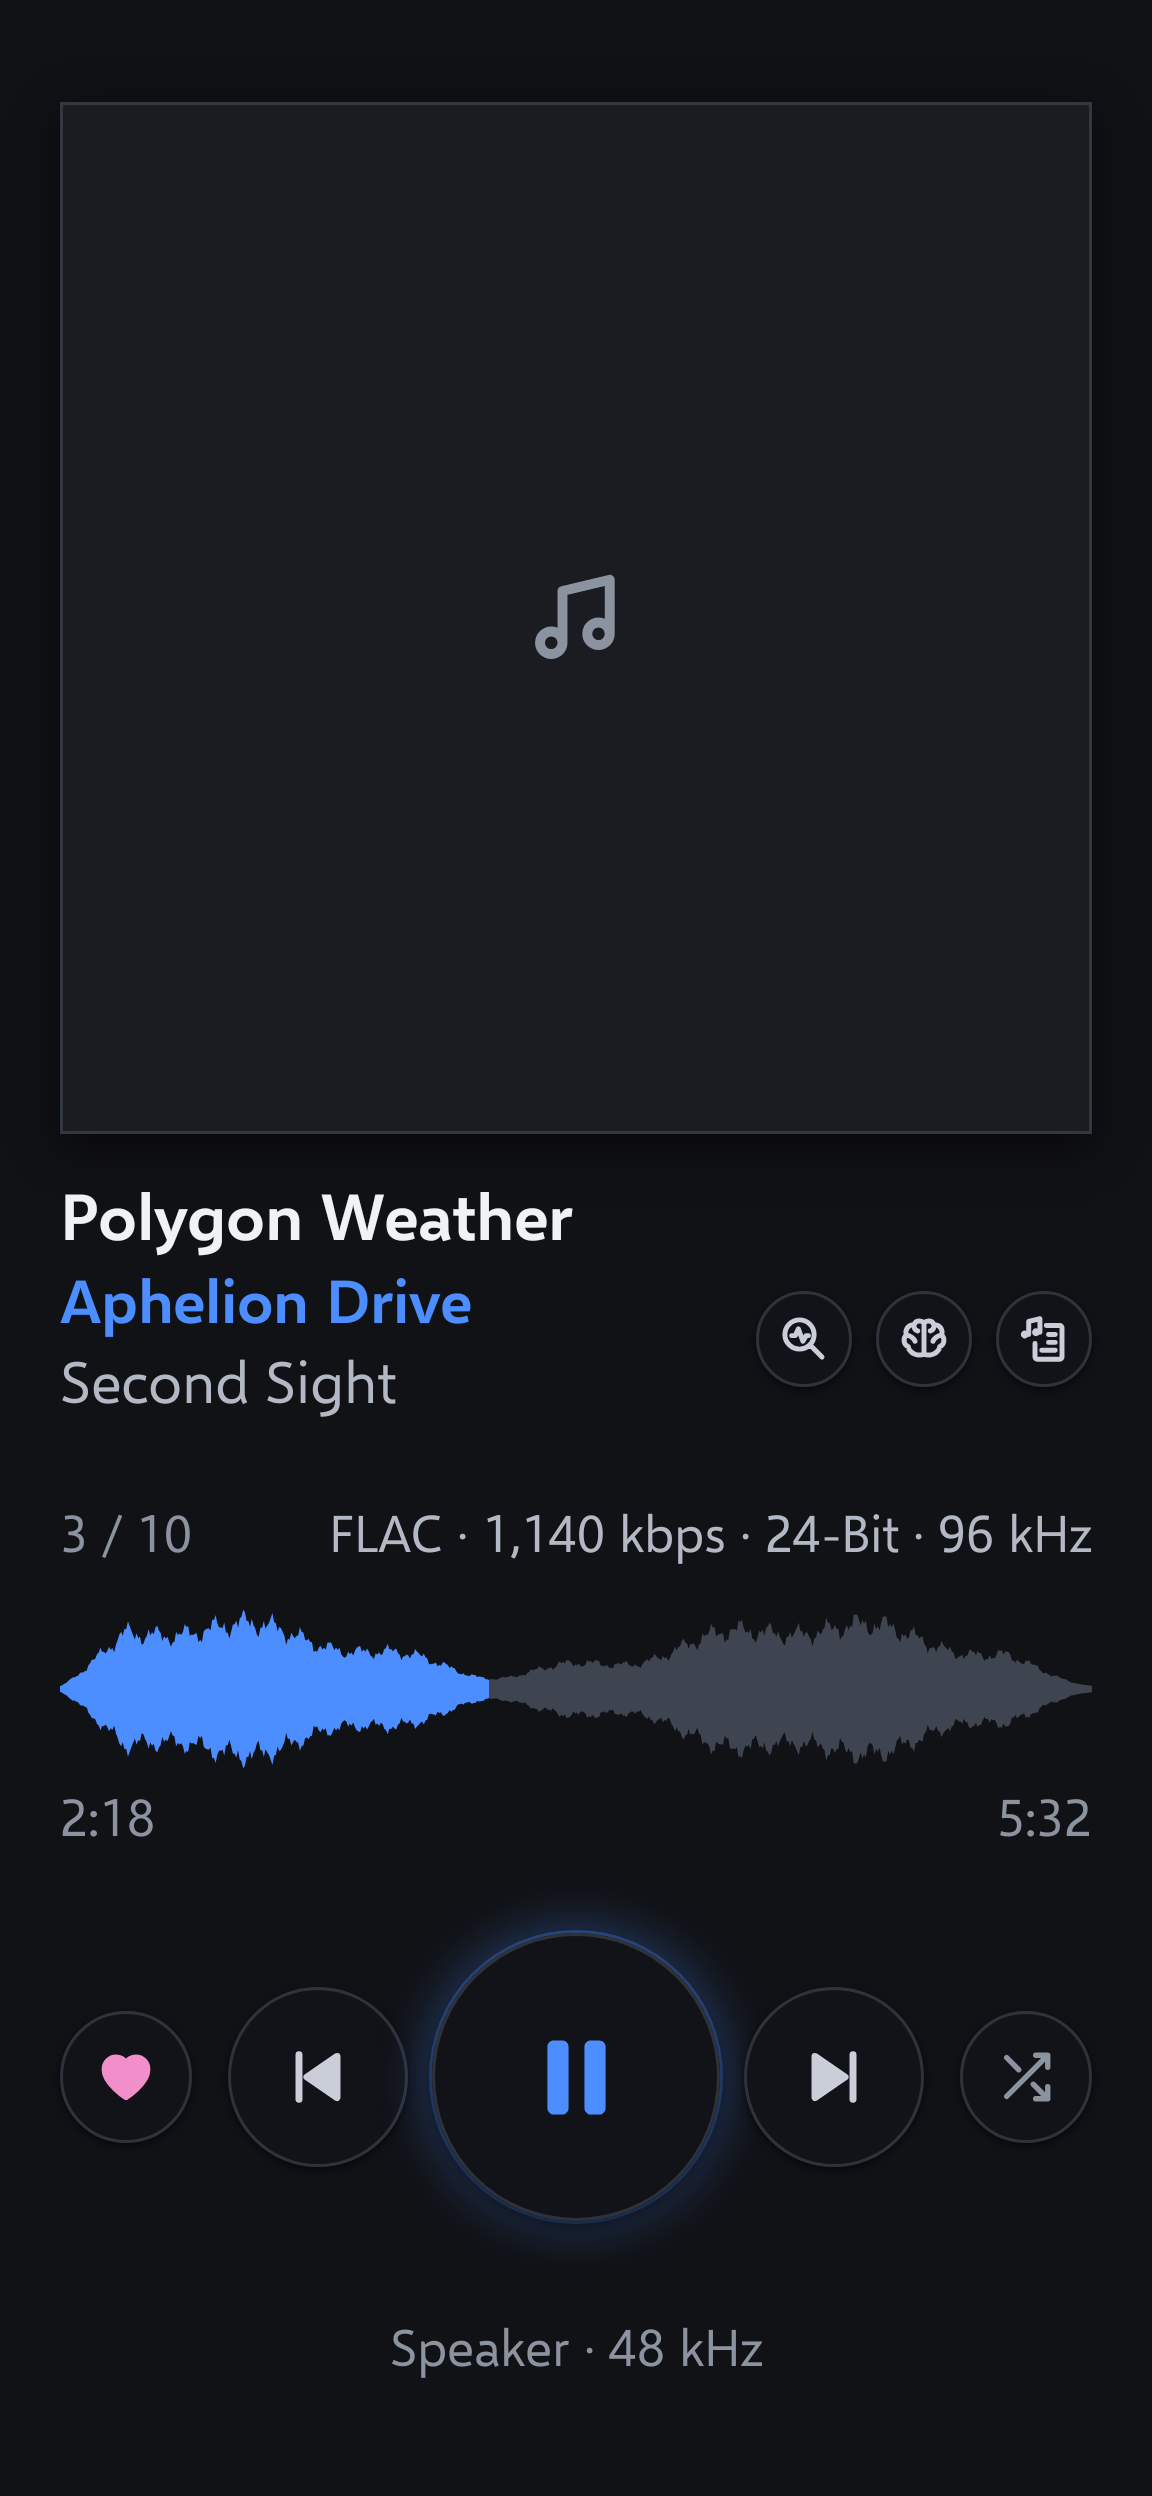 Polygon Weather
Aphelion Drive
Second Sight
3 / 10
FLAC · 1,140 kbps · 24-Bit · 96 kHz
2:18
5:32
Speaker · 48 kHz